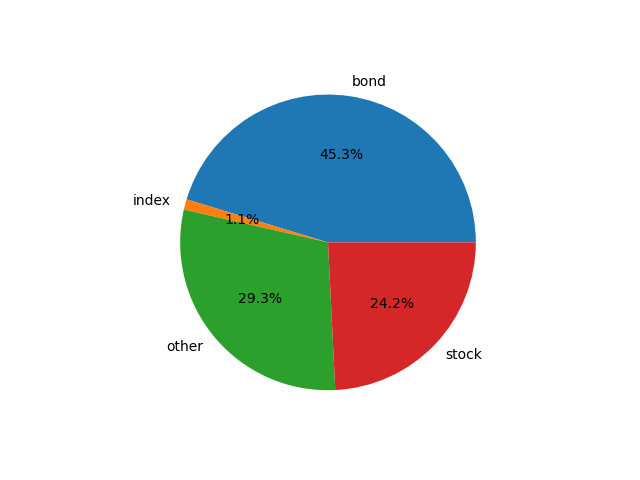 bond
45.3%
index
1.1%
29.3%
24.2%
other
stock